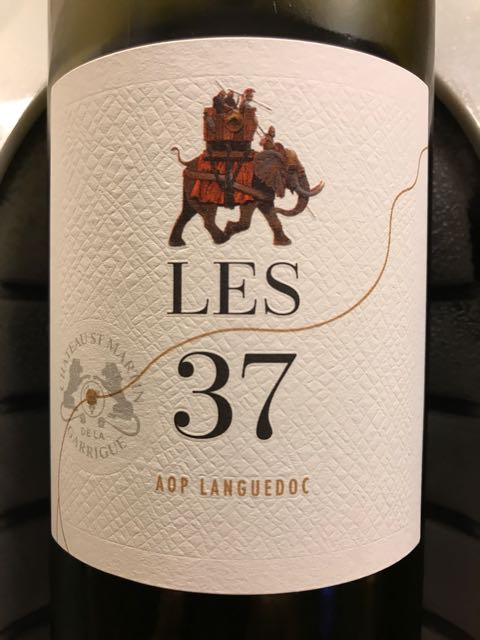 LES
37
CHATEAU ST MARTIN
DE LA
GARRIGUE
AOP LANGUEDOC